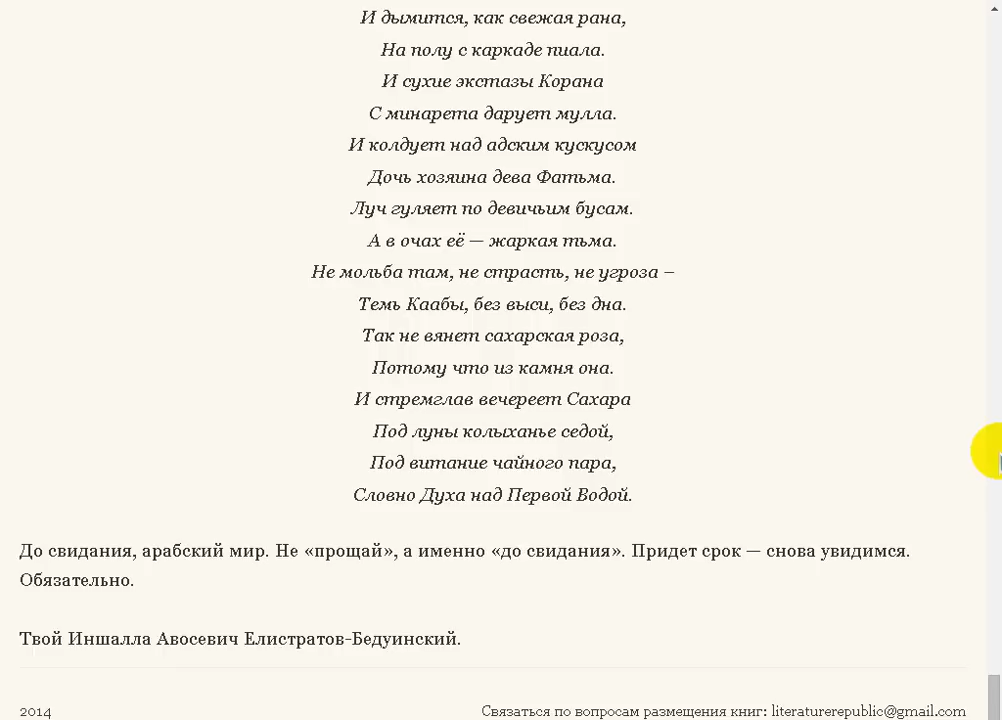 И дымится, как свежая рана,
На полу с каркаде пиала.
И сухие экстазы Корана
С минарета дарует мулла.
И колдует над адским кускусом
Дочь хозяина дева Фатьма.
Луч гуляет по девичьим бусам.
А в очах её — жаркая тьма.
Не мольба там, не страсть, не угроза –
Темь Каабы, без выси, без дна.
Так не вянет сахарская роза,
Потому что из камня она.
И стремглав вечереет Сахара
Под луны колыханье седой,
Под витание чайного пара,
Словно Духа над Первой Водой.
До свидания, арабский мир. Не «прощай», а именно «до свидания». Придет срок — снова увидимся.
Обязательно.
Твой Иншалла Авосевич Елистратов-Бедуинский.
2014 Связаться по вопросам размещения книг: literaturerepublic@gmail.com